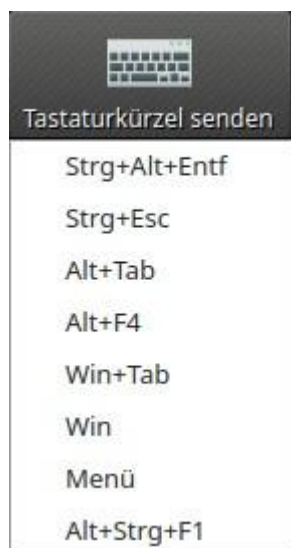 Tastaturkürzel senden
Strg+Alt+Entf
Strg+Esc
Alt+Tab
Alt+F4
Win+Tab
Win
Menü
Alt+Strg+F1